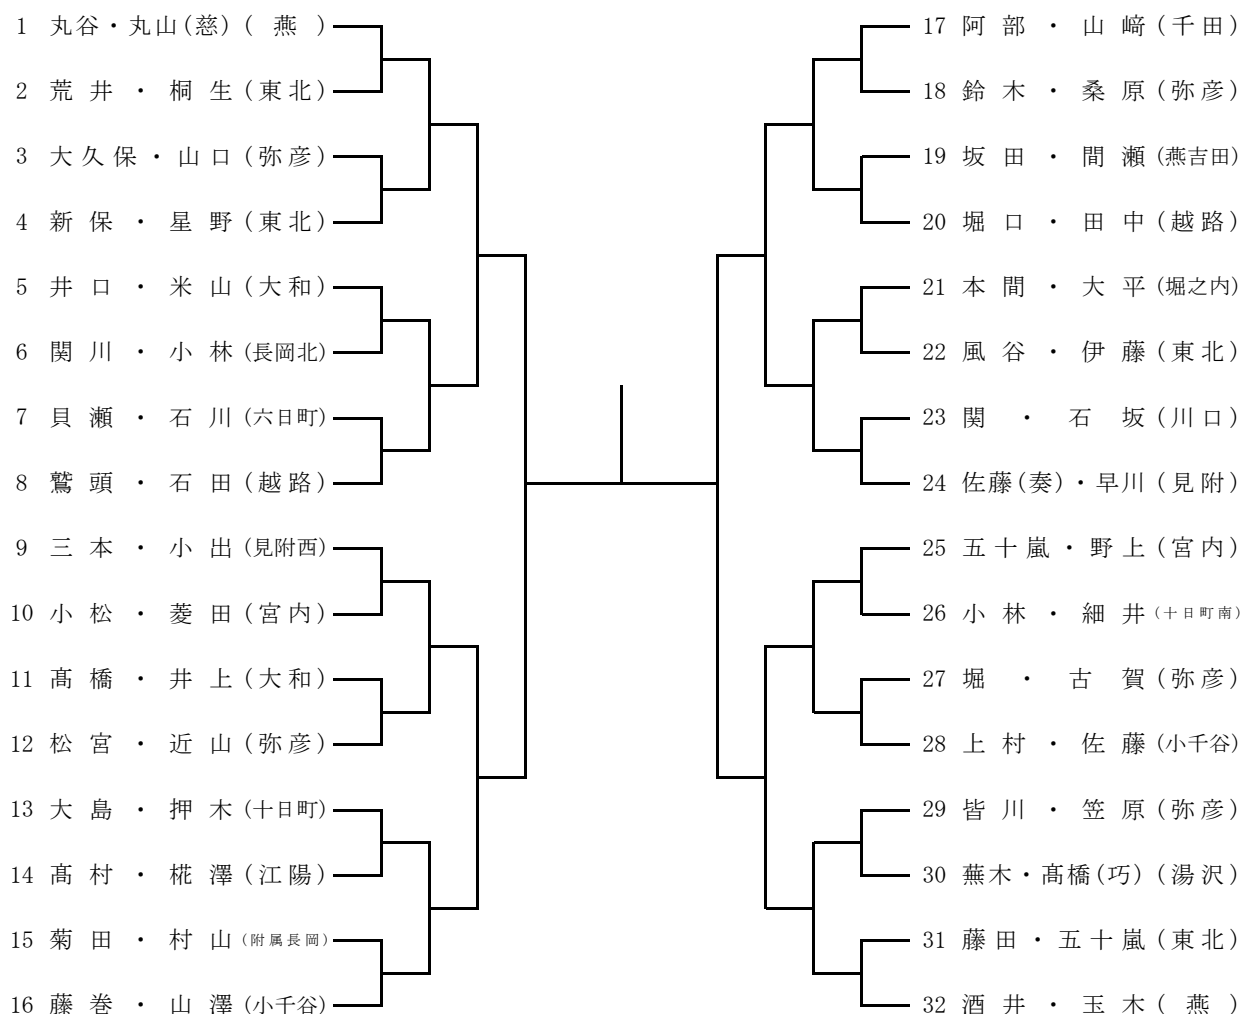 1 丸谷・丸山(慈) ( 燕 )
2 荒井・桐生 (東北)
3 大久保・山口 (弥彦)
4 新保・星野 (東北)
5 井口・米山 (大和)
6 関川・小林 (長岡北)
7 貝瀬・石川 (六日町)
8 鷲頭・石田 (越路)
9 三本・小出 (見附西)
10 小松・菱田 (宮内)
11 髙橋・井上 (大和)
12 松宮・近山 (弥彦)
13 大島・押木 (十日町)
14 髙村・椛澤 (江陽)
15 菊田・村山 (附属長岡)
16 藤巻・山澤 (小千谷)
17 阿部・山﨑 (千田)
18 鈴木・桑原 (弥彦)
19 坂田・間瀬 (燕吉田)
20 堀口・田中 (越路)
21 本間・大平 (堀之内)
22 風谷・伊藤 (東北)
23 関・石坂 (川口)
24 佐藤(奏)・早川 (見附)
25 五十嵐・野上 (宮内)
26 小林・細井 (十日町南)
27 堀・古賀 (弥彦)
28 上村・佐藤 (小千谷)
29 皆川・笠原 (弥彦)
30 蕪木・髙橋(巧) (湯沢)
31 藤田・五十嵐 (東北)
32 酒井・玉木 ( 燕 )